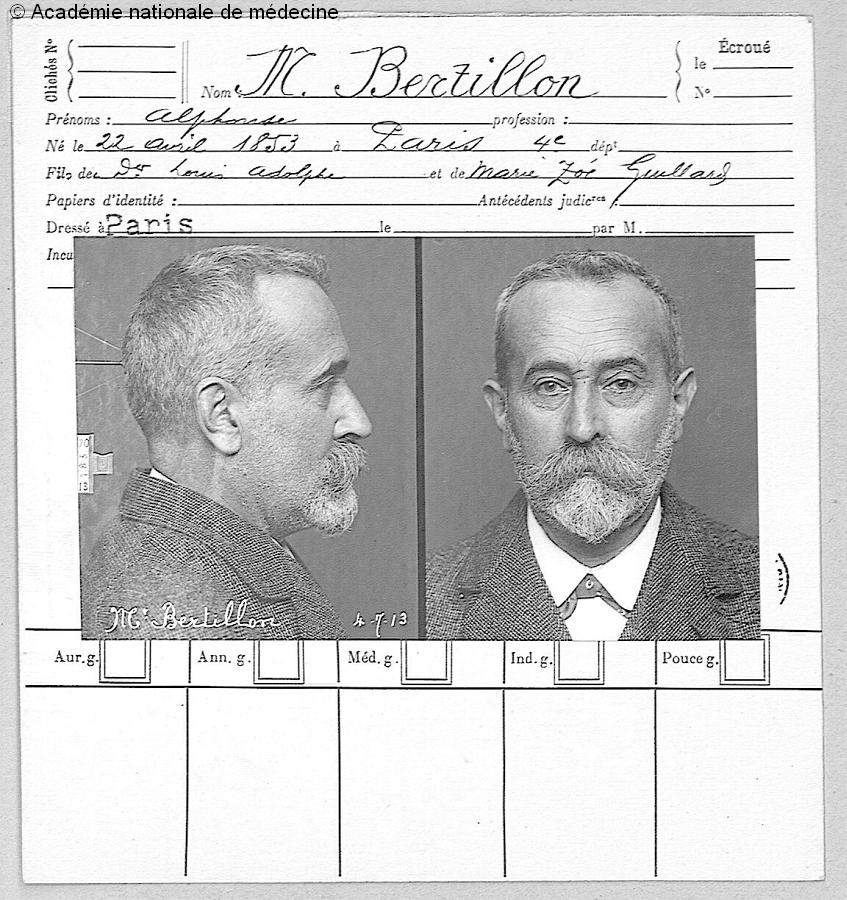 © Académie nationale de médecine
Clichés Nº
Écroué
le
Nº
Nom: M. Bertillon
Prénoms : Alphonse profession :
Né le 22 avril 1853 à Paris 4e dépt
Fils de Dr Louis Adolphe et de Marie Zoé Guillard
Papiers d'identité : Antécédents judicres :
Dressé à Paris le par M.
Incu
M. Bertillon 4-7-13
Aur. g. Ann. g. Méd. g. Ind. g. Pouce g.